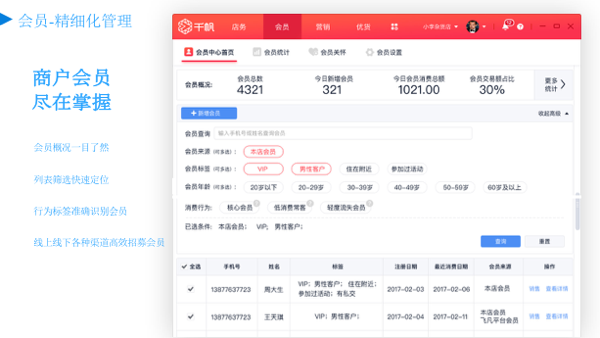 会员-精细化管理
商户会员
尽在掌握
会员概况一目了然
列表筛选快速定位
行为标签准确识别会员
线上线下各种渠道高效招募会员
千帆 店务 会员 营销 优货
会员中心首页 会员统计 会员关怀 会员设置
会员概况: 会员总数 今日新增会员 今日会员消费总额 会员交易额占比 更多统计
4321 321 1021.00 30%
+ 新增会员 收起高级
会员查询 输入手机号或姓名查询会员
会员来源 (可多选): 本店会员
会员标签 (可多选): VIP 男性客户 住在附近 参加过活动
会员年龄 (可多选): 20岁以下 20-29岁 30-39岁 40-49岁 50-59岁 60岁及以上
消费行为: 核心会员 低消费常客 轻度流失会员
已选条件: 本店会员; VIP; 男性客户;
查询 重置
全选 手机号 姓名 标签 注册日期 最近消费日期 会员来源 操作
13877637723 周大生 VIP; 男性客户; 住在附近; 参加过活动; 有私交 2017-02-03 2017-02-06 本店会员 销售 查看详情
13877637723 王天琪 VIP; 男性客户; 2017-02-04 2017-02-11 本店会员 飞凡平台会员 销售 查看详情